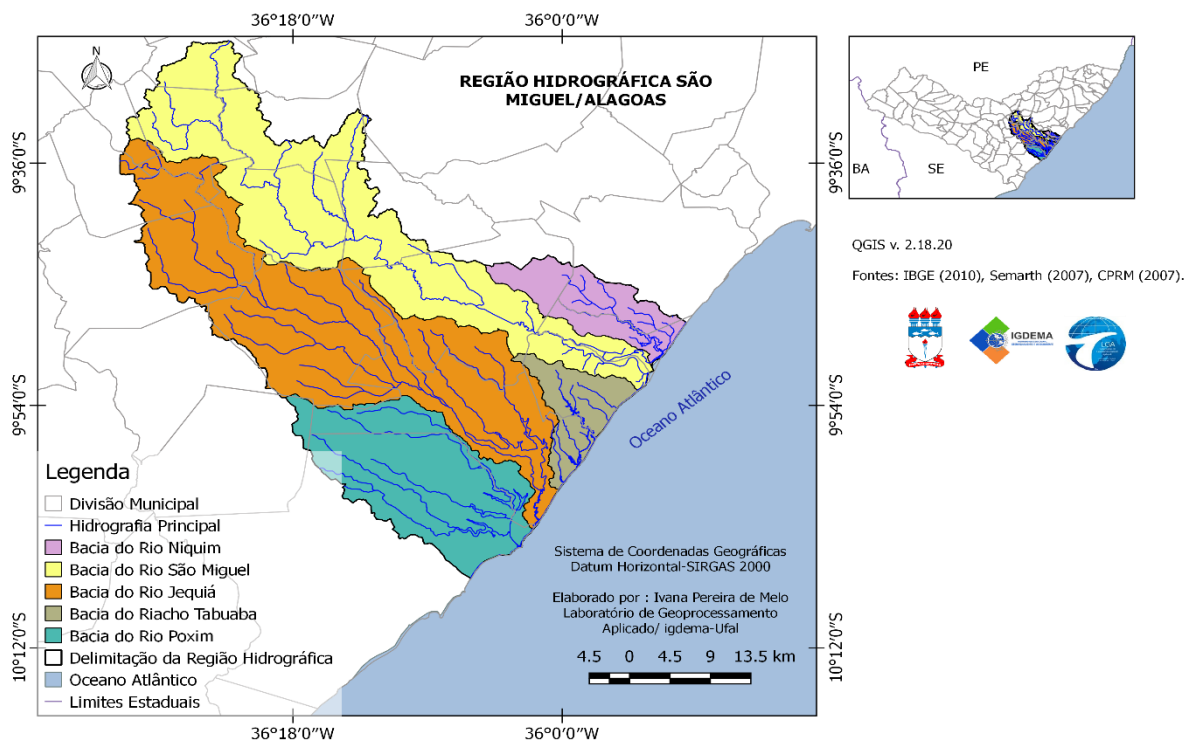 36°18'0"W
36°0'0"W
N
REGIÃO HIDROGRÁFICA SÃO
MIGUEL/ALAGOAS
9°36'0"S
9°36'0"S
9°54'0"S
9°54'0"S
10°12'0"S
10°12'0"S
Oceano Atlântico
Legenda
Divisão Municipal
Hidrografia Principal
Bacia do Rio Niquim
Bacia do Rio São Miguel
Bacia do Rio Jequiá
Bacia do Riacho Tabuaba
Bacia do Rio Poxim
Delimitação da Região Hidrográfica
Oceano Atlântico
Limites Estaduais
Sistema de Coordenadas Geográficas
Datum Horizontal-SIRGAS 2000
Elaborado por : Ivana Pereira de Melo
Laboratório de Geoprocessamento
Aplicado/ igdema-Ufal
4.5 0 4.5 9 13.5 km
36°18'0"W
36°0'0"W
PE
BA
SE
QGIS v. 2.18.20
Fontes: IBGE (2010), Semarth (2007), CPRM (2007).
IGDEMA
LGA